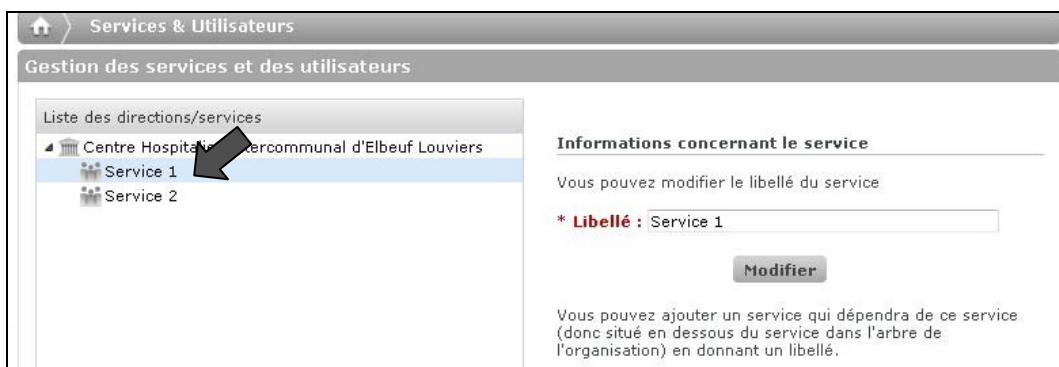 Services & Utilisateurs
Gestion des services et des utilisateurs
Liste des directions/services
Centre Hospitalier Intercommunal d'Elbeuf Louviers
Service 1
Service 2
Informations concernant le service
Vous pouvez modifier le libellé du service
* Libellé : Service 1
Modifier
Vous pouvez ajouter un service qui dépendra de ce service
(donc situé en dessous du service dans l'arbre de
l'organisation) en donnant un libellé.